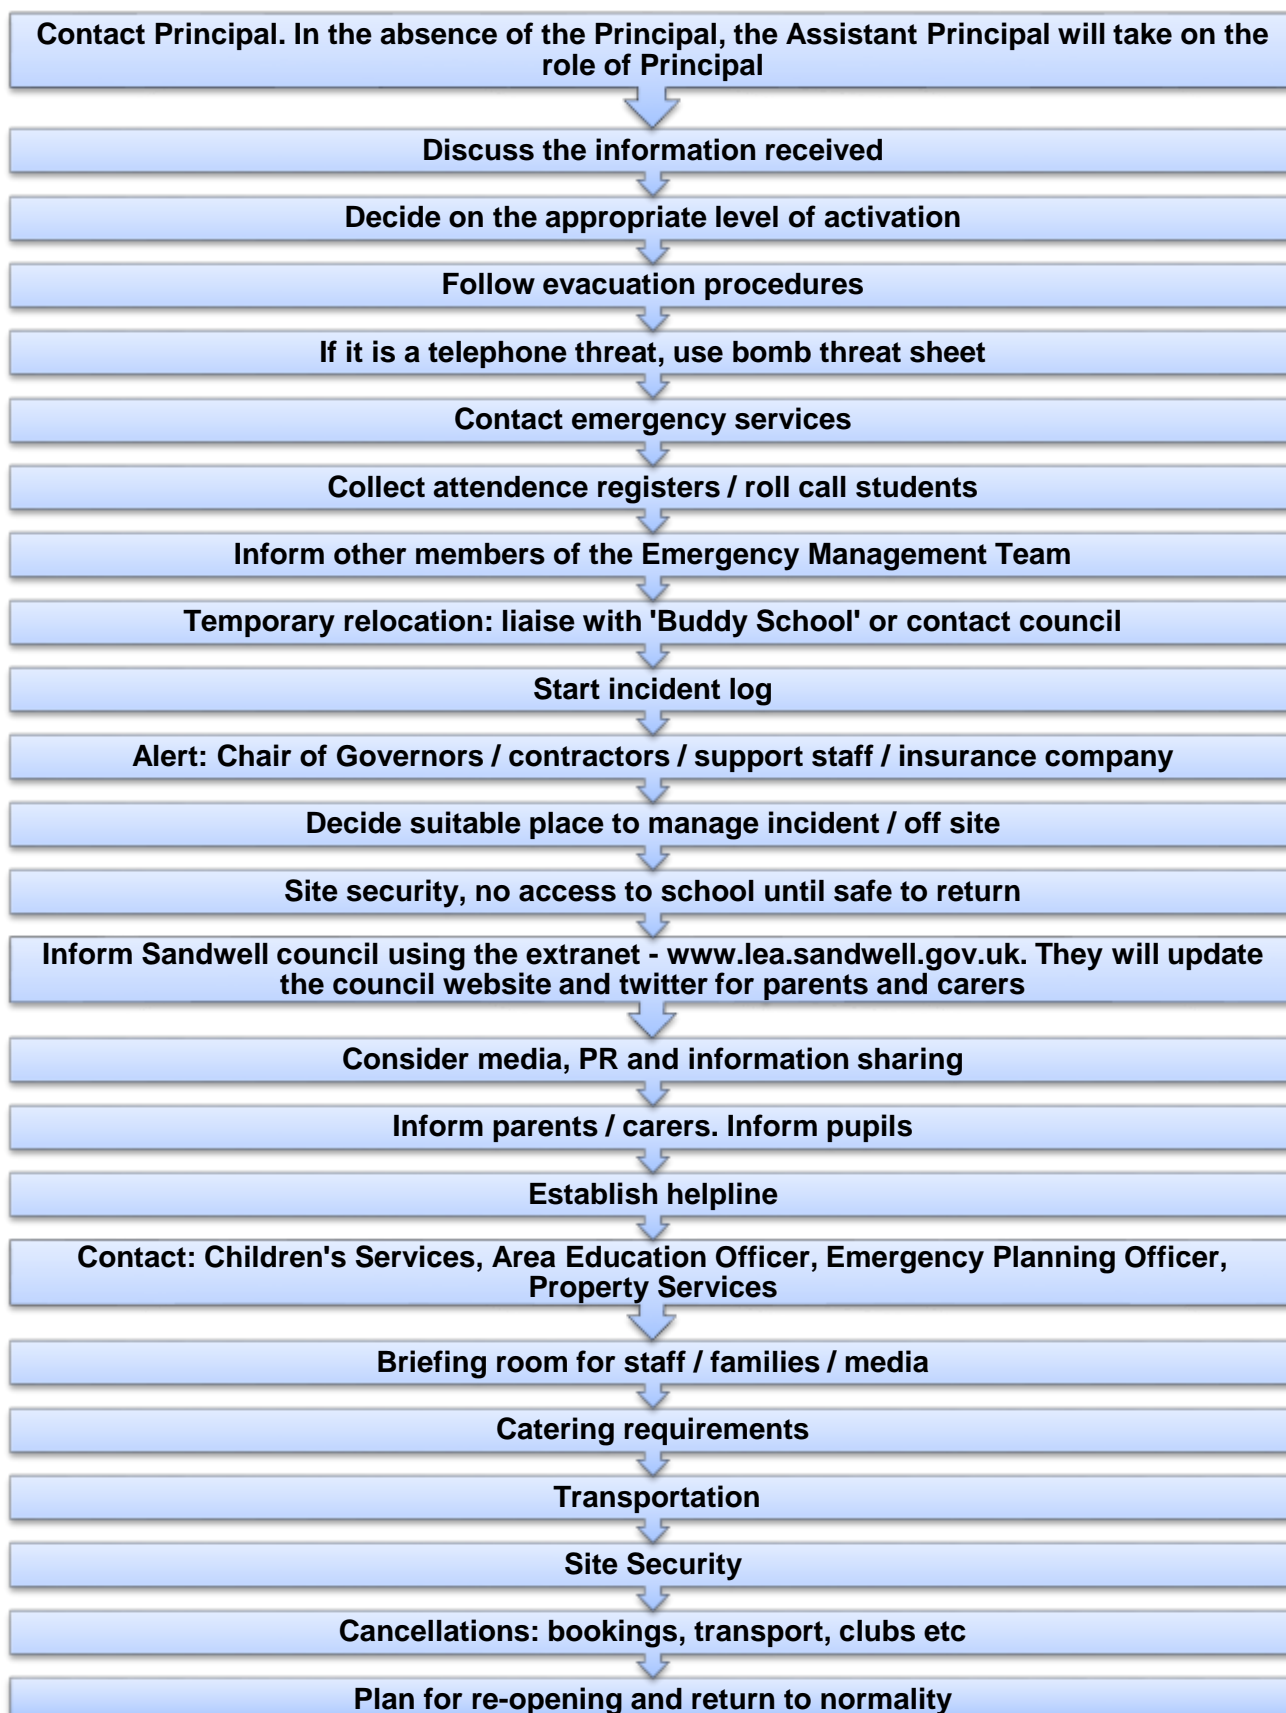 Contact Principal. In the absence of the Principal, the Assistant Principal will take on the
role of Principal
Discuss the information received
Decide on the appropriate level of activation
Follow evacuation procedures
If it is a telephone threat, use bomb threat sheet
Contact emergency services
Collect attendence registers / roll call students
Inform other members of the Emergency Management Team
Temporary relocation: liaise with 'Buddy School' or contact council
Start incident log
Alert: Chair of Governors / contractors / support staff / insurance company
Decide suitable place to manage incident / off site
Site security, no access to school until safe to return
Inform Sandwell council using the extranet - www.lea.sandwell.gov.uk. They will update
the council website and twitter for parents and carers
Consider media, PR and information sharing
Inform parents / carers. Inform pupils
Establish helpline
Contact: Children's Services, Area Education Officer, Emergency Planning Officer,
Property Services
Briefing room for staff / families / media
Catering requirements
Transportation
Site Security
Cancellations: bookings, transport, clubs etc
Plan for re-opening and return to normality